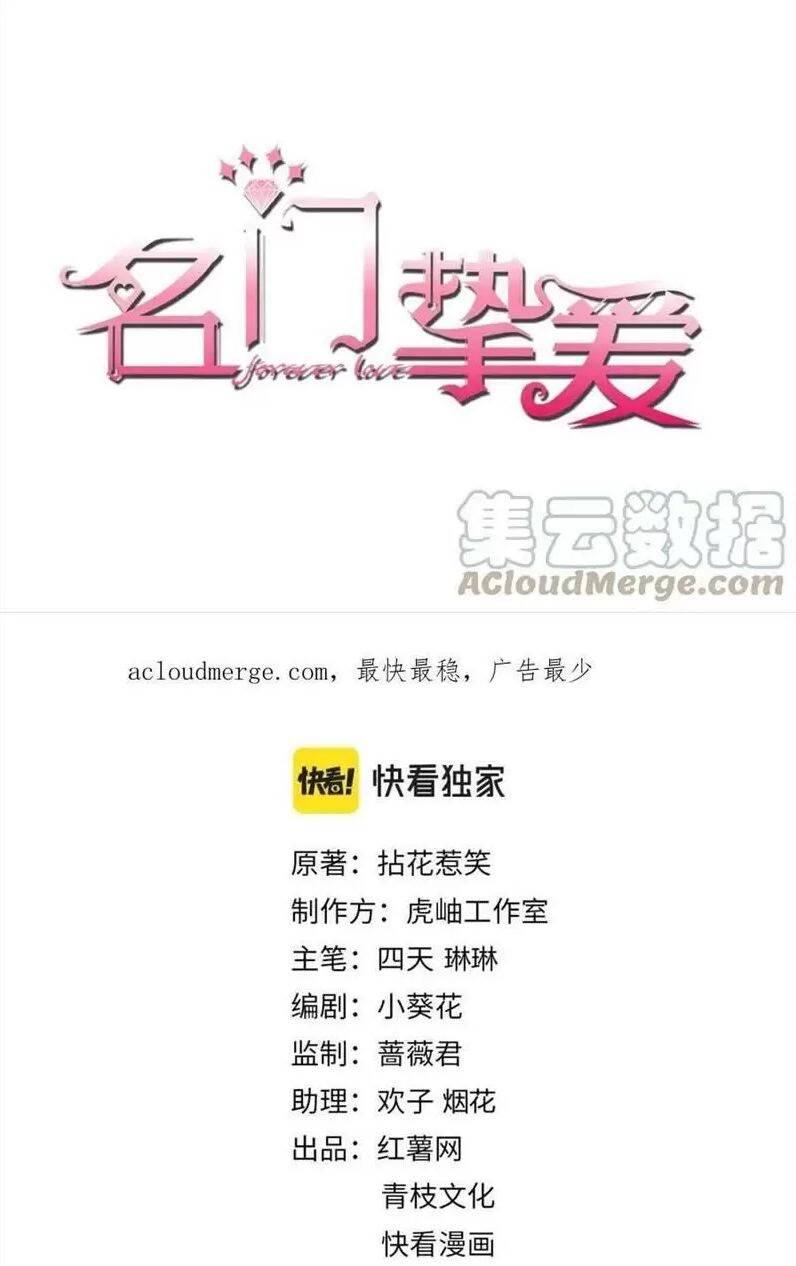 名门挚爱
forever love
集云数据
ACloudMerge.com
acloudmerge.com，最快最稳，广告最少
快看! 快看独家
原著：拈花惹笑
制作方：虎岫工作室
主笔：四天 琳琳
编剧：小葵花
监制：蔷薇君
助理：欢子 烟花
出品：红薯网
青枝文化
快看漫画